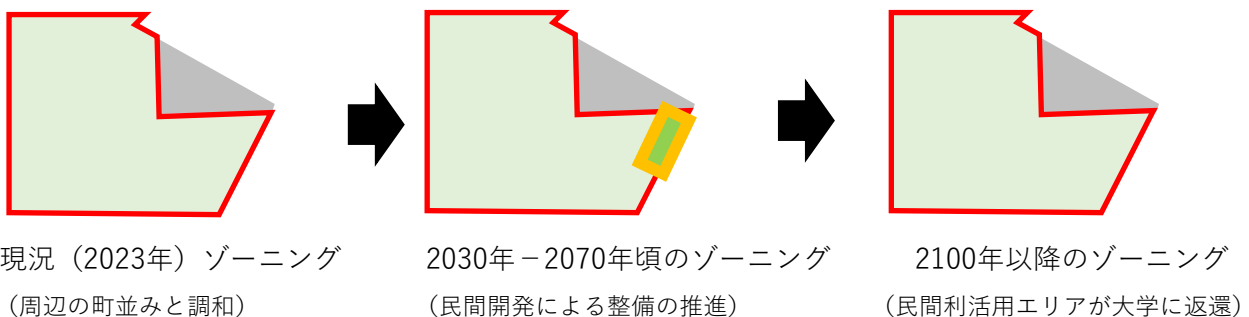 現況（2023年）ゾーニング
（周辺の町並みと調和）
2030年－2070年頃のゾーニング
（民間開発による整備の推進）
2100年以降のゾーニング
（民間利活用エリアが大学に返還）